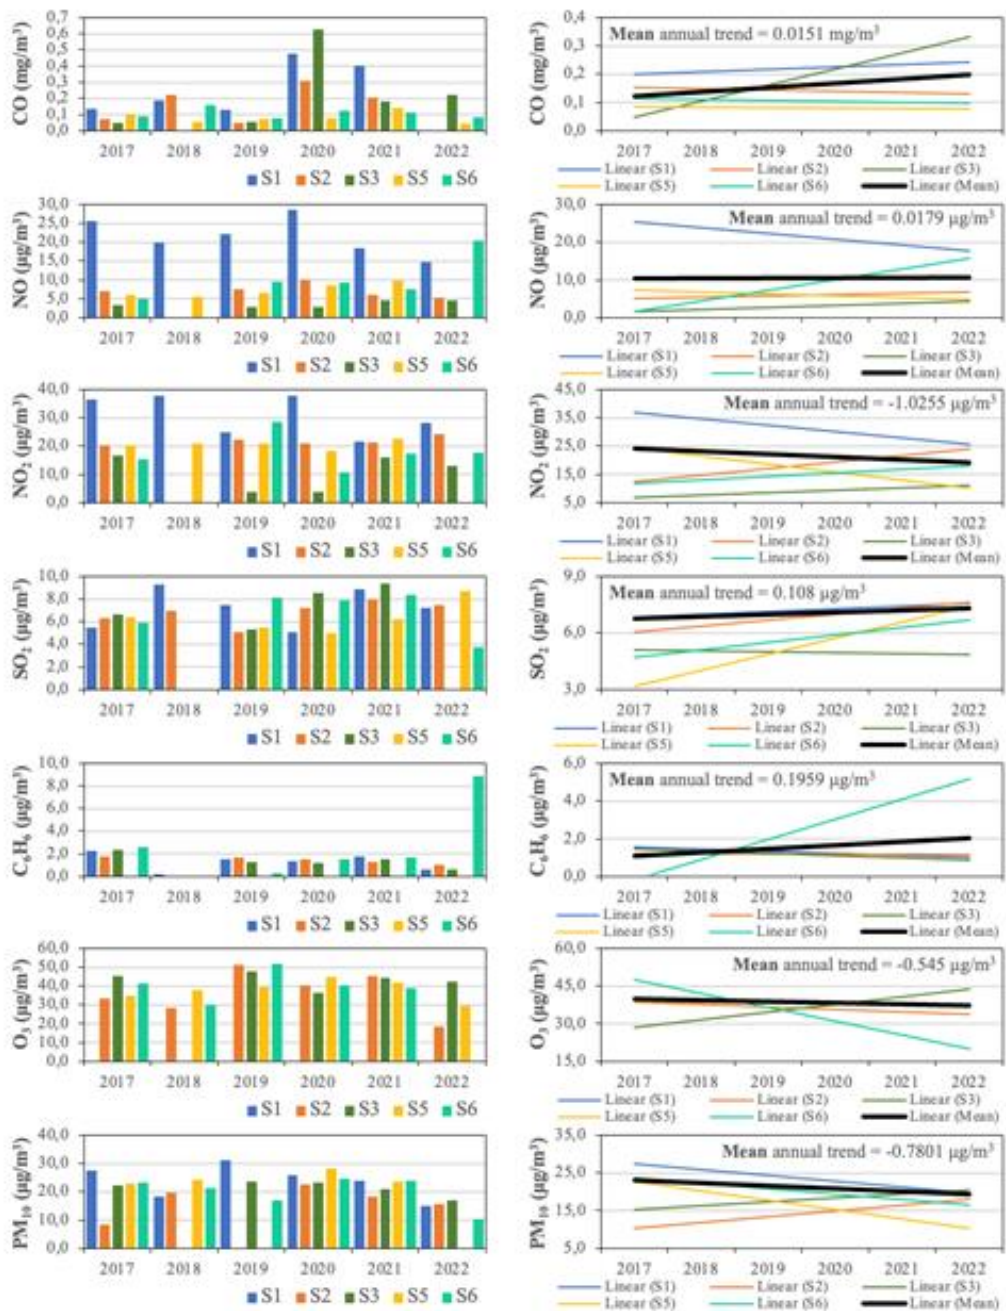 CO (mg/m³)
0,7
0,6
0,5
0,4
0,3
0,2
0,1
0,0
2017 2018 2019 2020 2021 2022
S1 S2 S3 S5 S6
CO (mg/m³)
0,4
0,3
0,2
0,1
0,0
Mean annual trend = 0.0151 mg/m³
2017 2018 2019 2020 2021 2022
Linear (S1) Linear (S2) Linear (S3)
Linear (S5) Linear (S6) Linear (Mean)
NO (µg/m³)
30,0
25,0
20,0
15,0
10,0
5,0
0,0
2017 2018 2019 2020 2021 2022
S1 S2 S3 S5 S6
NO (µg/m³)
30,0
20,0
10,0
0,0
Mean annual trend = 0.0179 µg/m³
2017 2018 2019 2020 2021 2022
Linear (S1) Linear (S2) Linear (S3)
Linear (S5) Linear (S6) Linear (Mean)
NO₂ (µg/m³)
40,0
30,0
20,0
10,0
0,0
2017 2018 2019 2020 2021 2022
S1 S2 S3 S5 S6
NO₂ (µg/m³)
45,0
35,0
25,0
15,0
5,0
Mean annual trend = -1.0255 µg/m³
2017 2018 2019 2020 2021 2022
Linear (S1) Linear (S2) Linear (S3)
Linear (S5) Linear (S6) Linear (Mean)
SO₂ (µg/m³)
10,0
8,0
6,0
4,0
2,0
0,0
2017 2018 2019 2020 2021 2022
S1 S2 S3 S5 S6
SO₂ (µg/m³)
9,0
6,0
3,0
Mean annual trend = 0.108 µg/m³
2017 2018 2019 2020 2021 2022
Linear (S1) Linear (S2) Linear (S3)
Linear (S5) Linear (S6) Linear (Mean)
C₆H₆ (µg/m³)
10,0
8,0
6,0
4,0
2,0
0,0
2017 2018 2019 2020 2021 2022
S1 S2 S3 S5 S6
C₆H₆ (µg/m³)
6,0
4,0
2,0
0,0
Mean annual trend = 0.1959 µg/m³
2017 2018 2019 2020 2021 2022
Linear (S1) Linear (S2) Linear (S3)
Linear (S5) Linear (S6) Linear (Mean)
O₃ (µg/m³)
60,0
50,0
40,0
30,0
20,0
10,0
0,0
2017 2018 2019 2020 2021 2022
S1 S2 S3 S5 S6
O₃ (µg/m³)
60,0
45,0
30,0
15,0
Mean annual trend = -0.545 µg/m³
2017 2018 2019 2020 2021 2022
Linear (S1) Linear (S2) Linear (S3)
Linear (S5) Linear (S6) Linear (Mean)
PM₁₀ (µg/m³)
40,0
30,0
20,0
10,0
0,0
2017 2018 2019 2020 2021 2022
S1 S2 S3 S5 S6
PM₁₀ (µg/m³)
35,0
25,0
15,0
5,0
Mean annual trend = -0.7801 µg/m³
2017 2018 2019 2020 2021 2022
Linear (S1) Linear (S2) Linear (S3)
Linear (S5) Linear (S6) Linear (Mean)